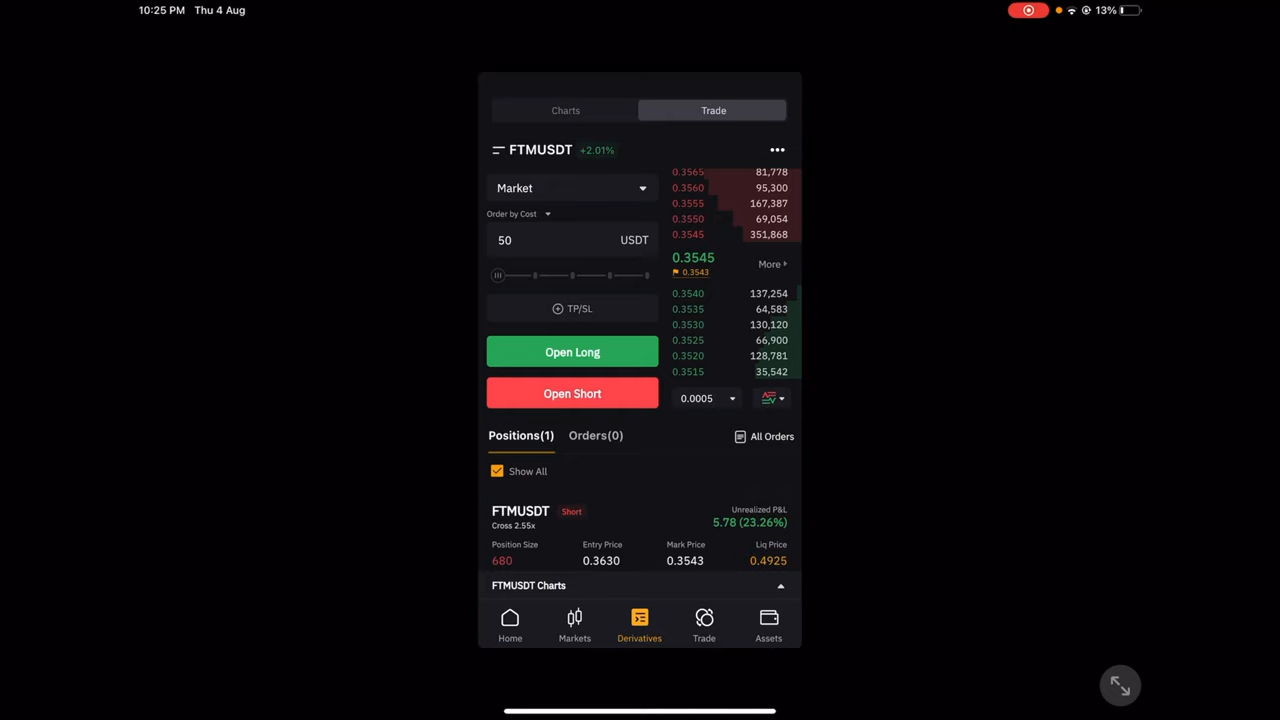 10:25 PM Thu 4 Aug
13%
Charts Trade
FTMUSDT +2.01%
Market
Order by Cost
50 USDT
TP/SL
Open Long
Open Short
0.3565 81,778
0.3560 95,300
0.3555 167,387
0.3550 69,054
0.3545 351,868
0.3545
0.3543
More
0.3540 137,254
0.3535 64,583
0.3530 130,120
0.3525 66,900
0.3520 128,781
0.3515 35,542
0.0005
Positions(1) Orders(0) All Orders
Show All
FTMUSDT Short
Cross 2.55x
Unrealized P&L
5.78 (23.26%)
Position Size Entry Price Mark Price Liq Price
680 0.3630 0.3543 0.4925
FTMUSDT Charts
Home Markets Derivatives Trade Assets